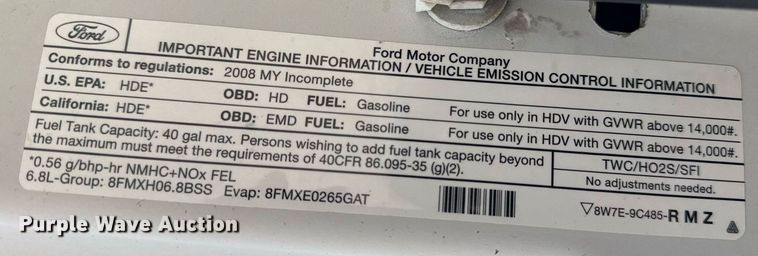 Ford
Ford Motor Company
IMPORTANT ENGINE INFORMATION / VEHICLE EMISSION CONTROL INFORMATION
Conforms to regulations: 2008 MY Incomplete
U.S. EPA: HDE* OBD: HD FUEL: Gasoline For use only in HDV with GVWR above 14,000#.
California: HDE* OBD: EMD FUEL: Gasoline For use only in HDV with GVWR above 14,000#.
Fuel Tank Capacity: 40 gal max. Persons wishing to add fuel tank capacity beyond
the maximum must meet the requirements of 40CFR 86.095-35 (g)(2).
TWC/HO2S/SFI
No adjustments needed.
*0.56 g/bhp-hr NMHC+NOx FEL
6.8L-Group: 8FMXH06.8BSS Evap: 8FMXE0265GAT
▽8W7E-9C485-RMZ
Purple Wave Auction